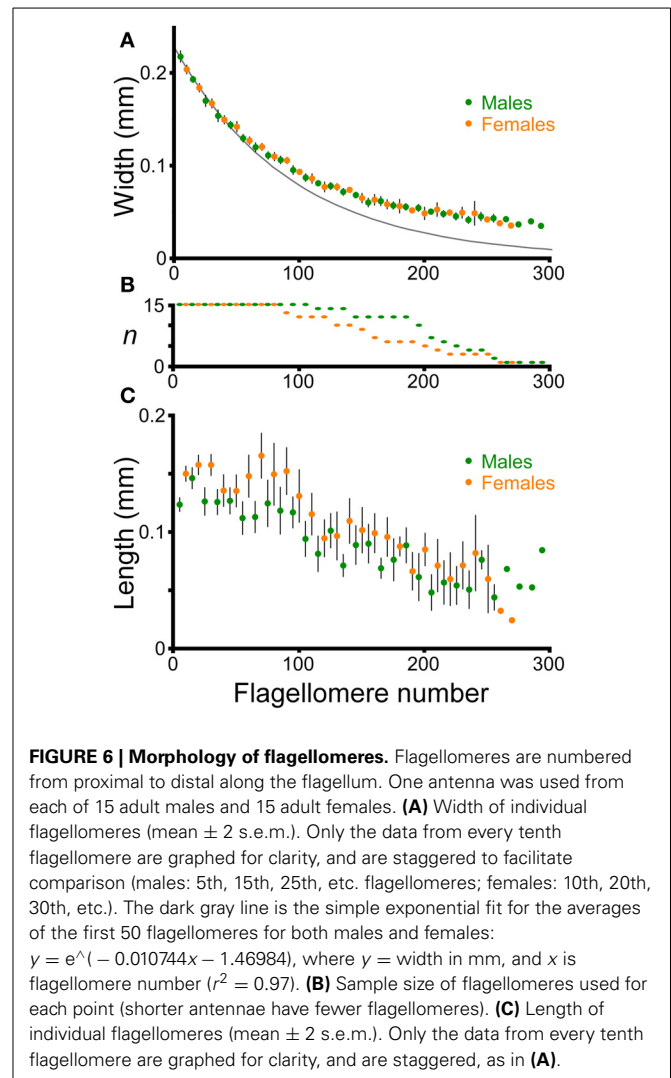 A
0.2
Width (mm)
0.1
0
Males
Females
0 100 200 300
B
15
n
0
0 100 200 300
C
0.2
Length (mm)
0.1
0
Males
Females
0 100 200 300
Flagellomere number
FIGURE 6 | Morphology of flagellomeres. Flagellomeres are numbered
from proximal to distal along the flagellum. One antenna was used from
each of 15 adult males and 15 adult females. (A) Width of individual
flagellomeres (mean ± 2 s.e.m.). Only the data from every tenth
flagellomere are graphed for clarity, and are staggered to facilitate
comparison (males: 5th, 15th, 25th, etc. flagellomeres; females: 10th, 20th,
30th, etc.). The dark gray line is the simple exponential fit for the averages
of the first 50 flagellomeres for both males and females:
y = e^( − 0.010744x − 1.46984), where y = width in mm, and x is
flagellomere number (r² = 0.97). (B) Sample size of flagellomeres used for
each point (shorter antennae have fewer flagellomeres). (C) Length of
individual flagellomeres (mean ± 2 s.e.m.). Only the data from every tenth
flagellomere are graphed for clarity, and are staggered, as in (A).